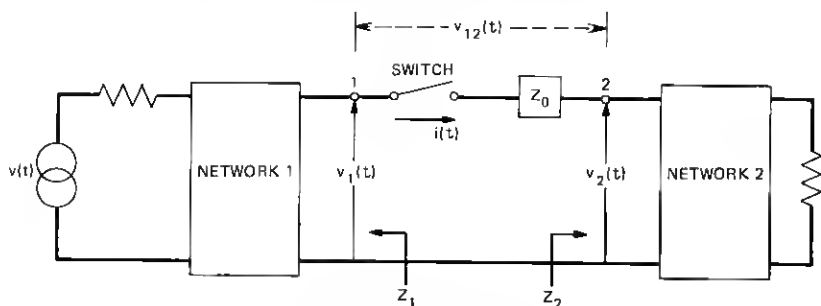 v₁₂(t)
1
SWITCH
2
Z₀
i(t)
v(t)
NETWORK 1
v₁(t)
v₂(t)
NETWORK 2
Z₁
Z₂